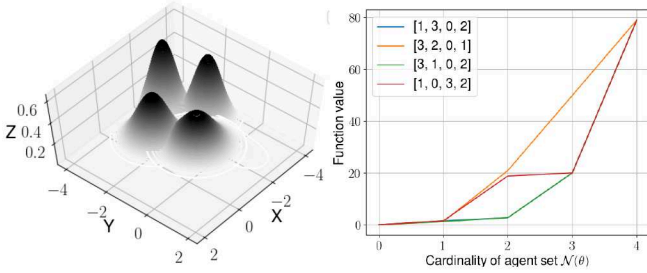 Z
0.6
0.4
0.2
−4
−2
0
2
Y
2
0
−2
−4
X
Function value
80
60
40
20
0
[1, 3, 0, 2]
[3, 2, 0, 1]
[3, 1, 0, 2]
[1, 0, 3, 2]
0 1 2 3 4
Cardinality of agent set 𝒩(θ)